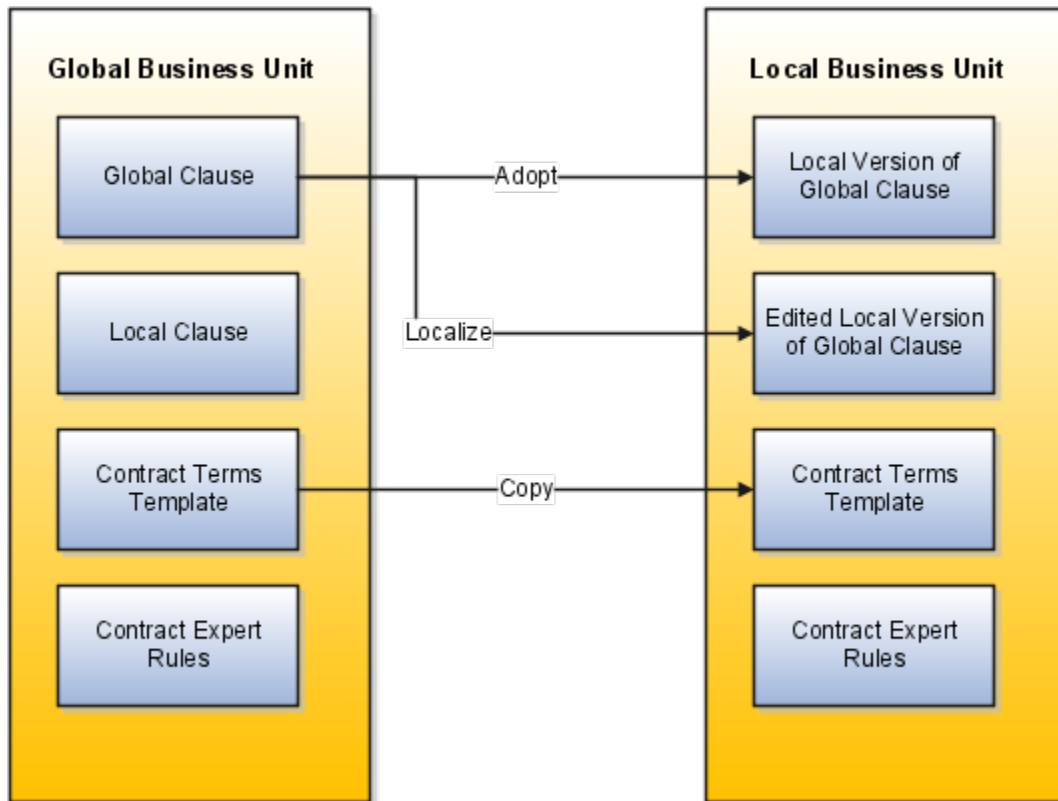 Global Business Unit
Local Business Unit
Global Clause
Adopt
Local Version of
Global Clause
Local Clause
Localize
Edited Local Version
of Global Clause
Contract Terms
Template
Copy
Contract Terms
Template
Contract Expert
Rules
Contract Expert
Rules